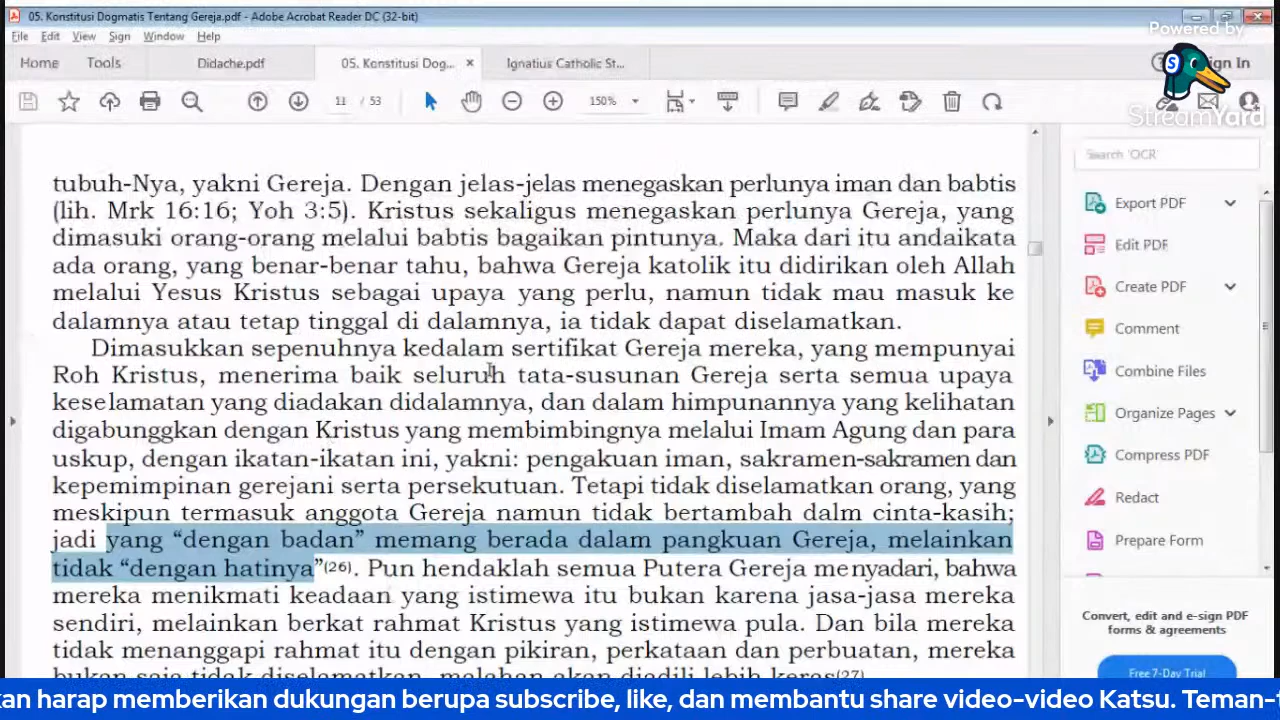 05. Konstitusi Dogmatis Tentang Gereja.pdf - Adobe Acrobat Reader DC (32-bit)
Powered by
File Edit View Sign Window Help
Home Tools Didache.pdf 05. Konstitusi Dog... × Ignatius Catholic St... Sign In
11 / 53 150%
StreamYard
tubuh-Nya, yakni Gereja. Dengan jelas-jelas menegaskan perlunya iman dan babtis
(lih. Mrk 16:16; Yoh 3:5). Kristus sekaligus menegaskan perlunya Gereja, yang
dimasuki orang-orang melalui babtis bagaikan pintunya. Maka dari itu andaikata
ada orang, yang benar-benar tahu, bahwa Gereja katolik itu didirikan oleh Allah
melalui Yesus Kristus sebagai upaya yang perlu, namun tidak mau masuk ke
dalamnya atau tetap tinggal di dalamnya, ia tidak dapat diselamatkan.
Dimasukkan sepenuhnya kedalam sertifikat Gereja mereka, yang mempunyai
Roh Kristus, menerima baik seluruh tata-susunan Gereja serta semua upaya
keselamatan yang diadakan didalamnya, dan dalam himpunannya yang kelihatan
digabunggkan dengan Kristus yang membimbingnya melalui Imam Agung dan para
uskup, dengan ikatan-ikatan ini, yakni: pengakuan iman, sakramen-sakramen dan
kepemimpinan gerejani serta persekutuan. Tetapi tidak diselamatkan orang, yang
meskipun termasuk anggota Gereja namun tidak bertambah dalm cinta-kasih;
jadi yang “dengan badan” memang berada dalam pangkuan Gereja, melainkan
tidak “dengan hatinya”(26). Pun hendaklah semua Putera Gereja menyadari, bahwa
mereka menikmati keadaan yang istimewa itu bukan karena jasa-jasa mereka
sendiri, melainkan berkat rahmat Kristus yang istimewa pula. Dan bila mereka
tidak menanggapi rahmat itu dengan pikiran, perkataan dan perbuatan, mereka
bukan saja tidak diselamatkan, malahan akan diadili lebih keras(27)
Search 'OCR'
Export PDF
Edit PDF
Create PDF
Comment
Combine Files
Organize Pages
Compress PDF
Redact
Prepare Form
Convert, edit and e-sign PDF
forms & agreements
Free 7-Day Trial
kan harap memberikan dukungan berupa subscribe, like, dan membantu share video-video Katsu. Teman-t